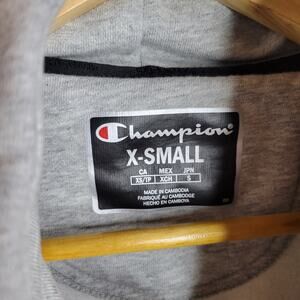 Champion
X-SMALL
CA MEX JPN
XS/TP XCH S
MADE IN CAMBODIA
FABRIQUÉ AU CAMBODGE
HECHO EN CAMBOYA